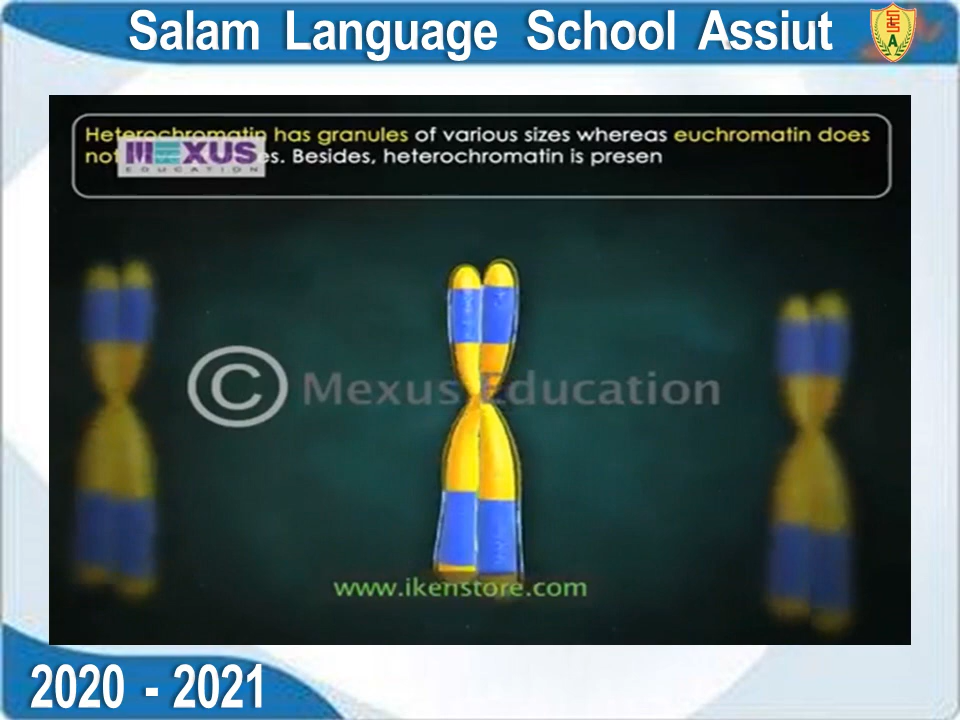 Salam Language School Assiut
Heterochromatin has granules of various sizes whereas euchromatin does
not es. Besides, heterochromatin is presen
MEXUS
EDUCATION
© Mexus Education
www.ikenstore.com
2020 - 2021